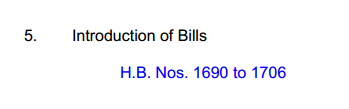 5. Introduction of Bills
H.B. Nos. 1690 to 1706